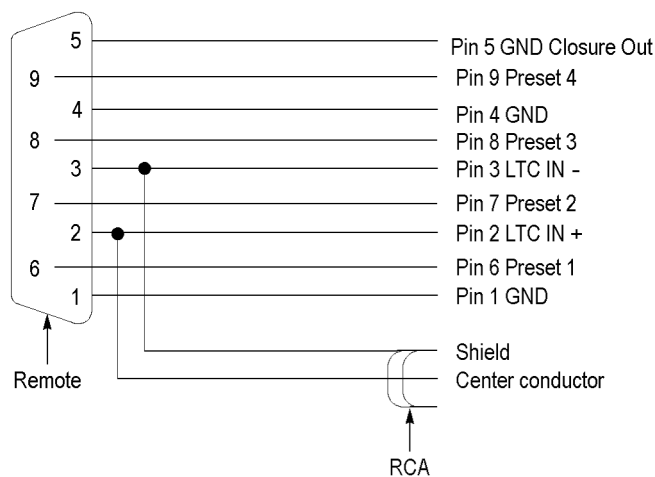 5 Pin 5 GND Closure Out
9 Pin 9 Preset 4
4 Pin 4 GND
8 Pin 8 Preset 3
3 Pin 3 LTC IN -
7 Pin 7 Preset 2
2 Pin 2 LTC IN +
6 Pin 6 Preset 1
1 Pin 1 GND
Shield
Remote Center conductor
RCA